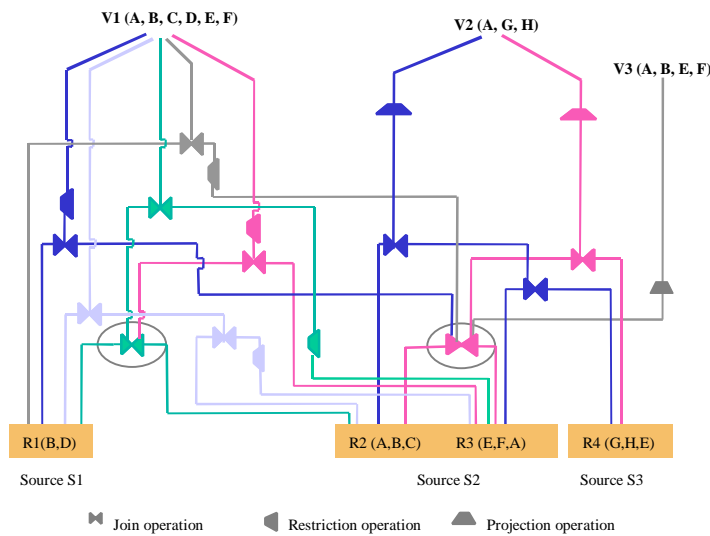 V1 (A, B, C, D, E, F)
V2 (A, G, H)
V3 (A, B, E, F)
R1(B,D)
R2 (A,B,C)
R3 (E,F,A)
R4 (G,H,E)
Source S1
Source S2
Source S3
Join operation
Restriction operation
Projection operation